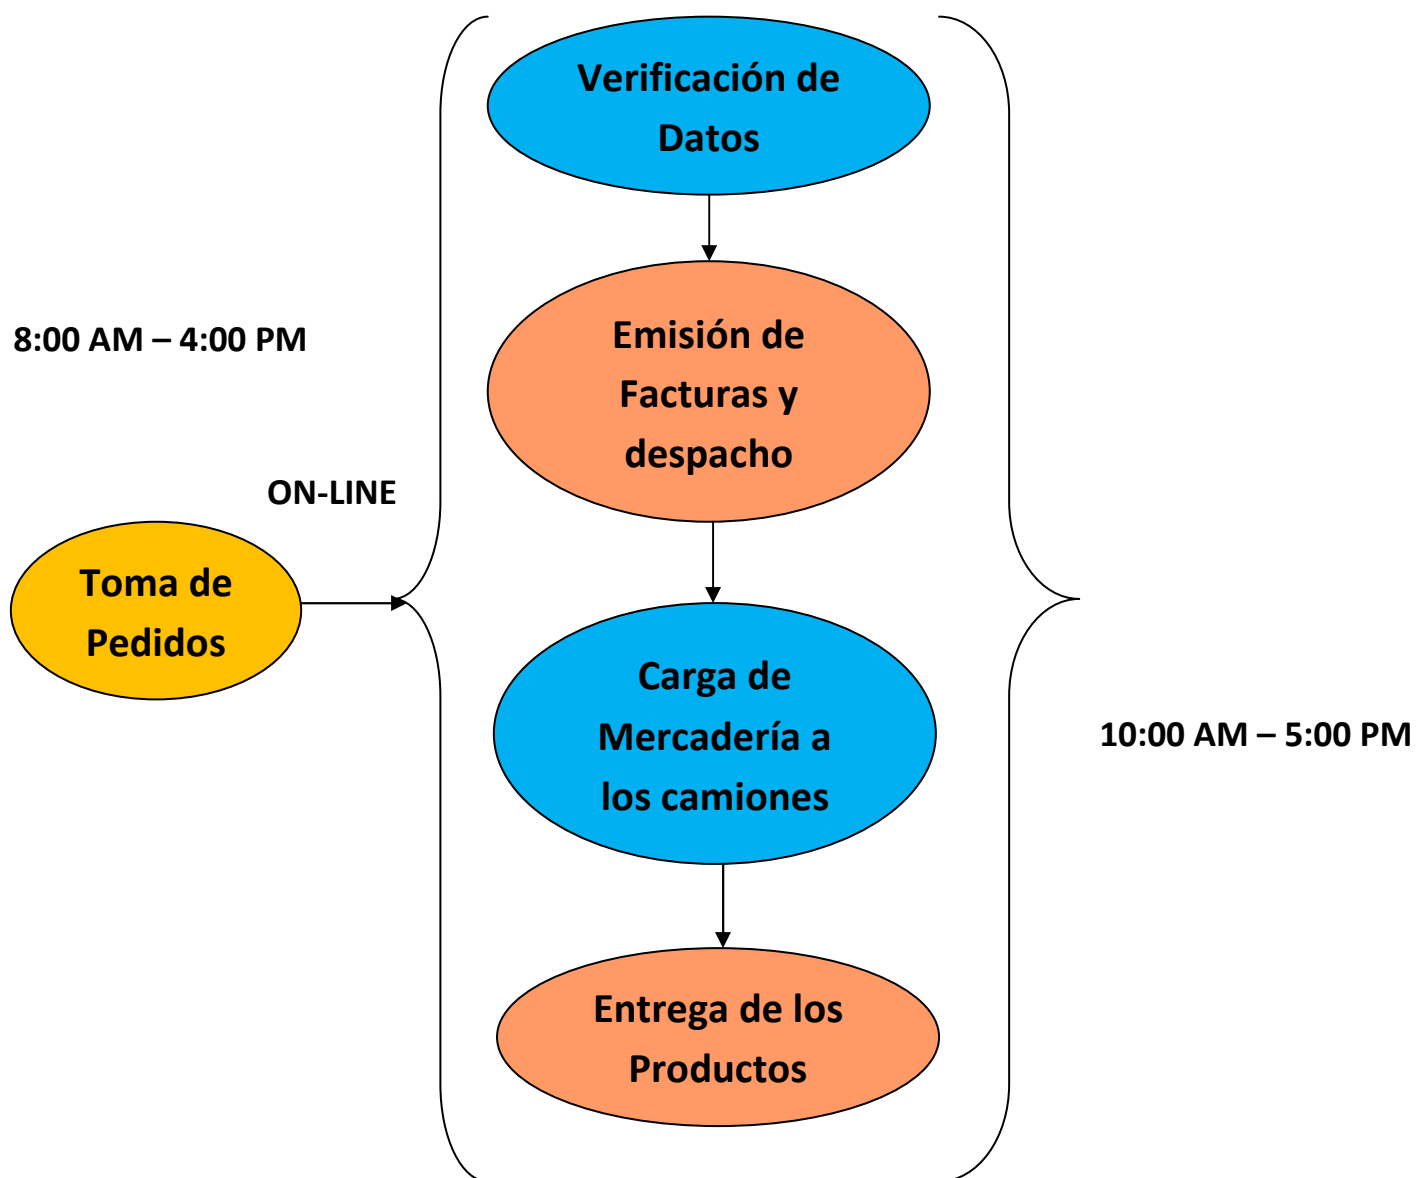 8:00 AM – 4:00 PM
ON-LINE
Toma de
Pedidos
Verificación de
Datos
Emisión de
Facturas y
despacho
Carga de
Mercadería a
los camiones
Entrega de los
Productos
10:00 AM – 5:00 PM